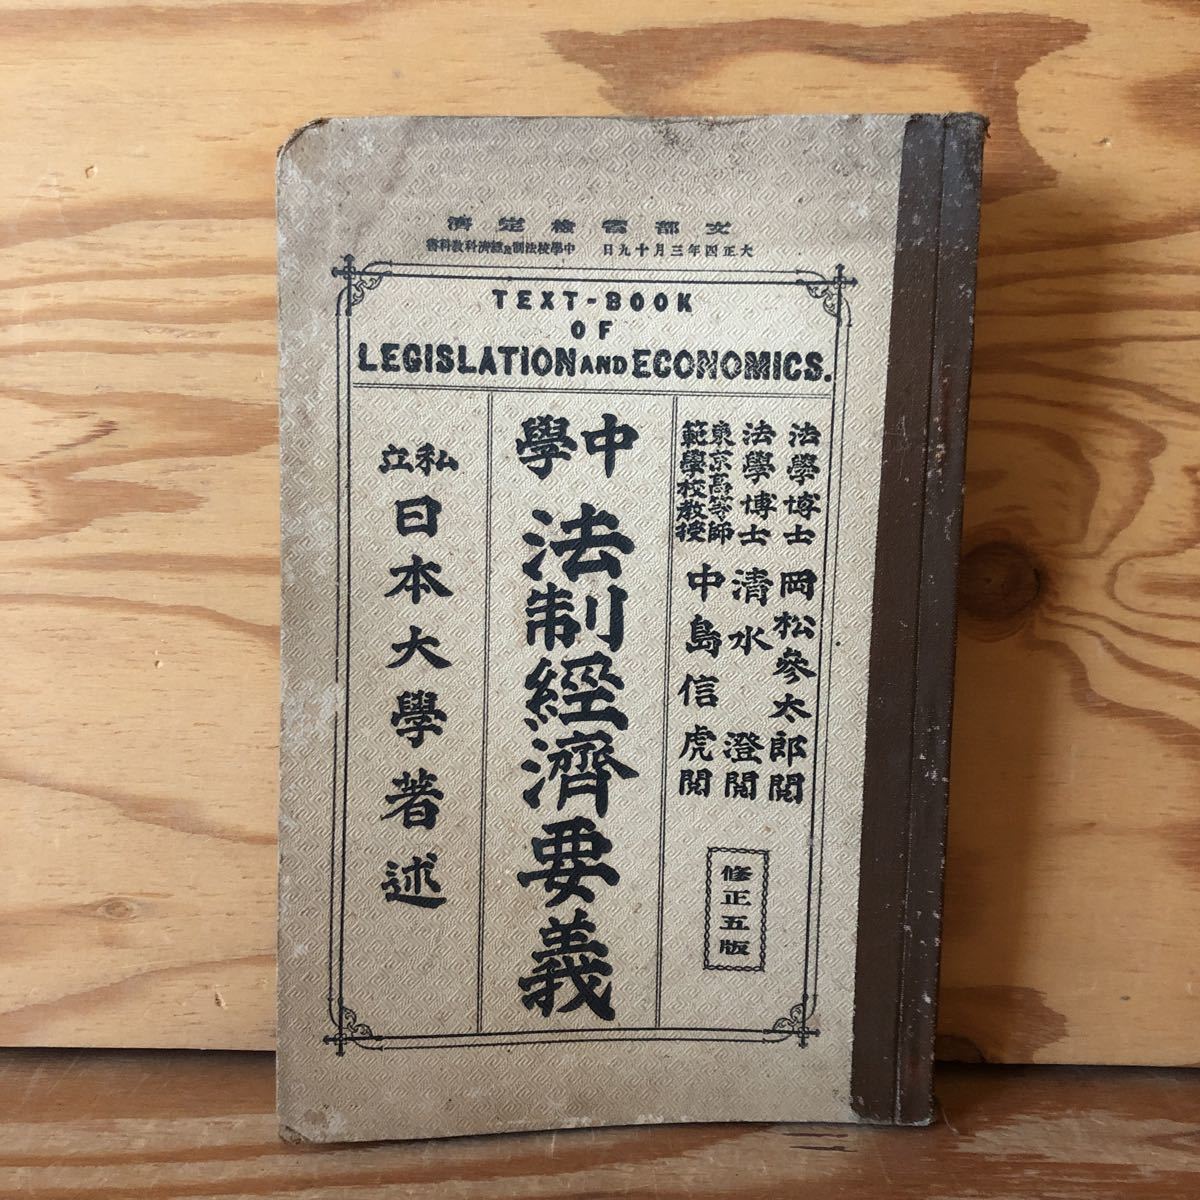 文部省檢定濟
大正四年三月十九日 中學校法制及經濟科教科書
TEXT-BOOK
OF
LEGISLATION AND ECONOMICS.
法學博士 岡松參太郎閲
法學博士 清水澄閲
東京高等師範學校教授 中島信虎閲
修正五版
中學
法制經濟要義
私立
日本大學著述